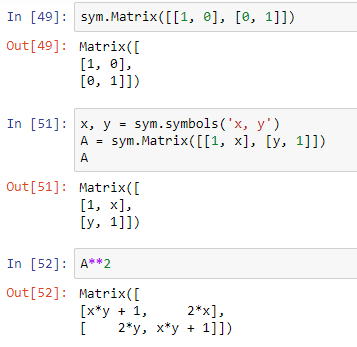 In [49]: sym.Matrix([[1, 0], [0, 1]])
Out[49]: Matrix([
[1, 0],
[0, 1]])
In [51]: x, y = sym.symbols('x, y')
A = sym.Matrix([[1, x], [y, 1]])
A
Out[51]: Matrix([
[1, x],
[y, 1]])
In [52]: A**2
Out[52]: Matrix([
[x*y + 1,     2*x],
[    2*y, x*y + 1]])